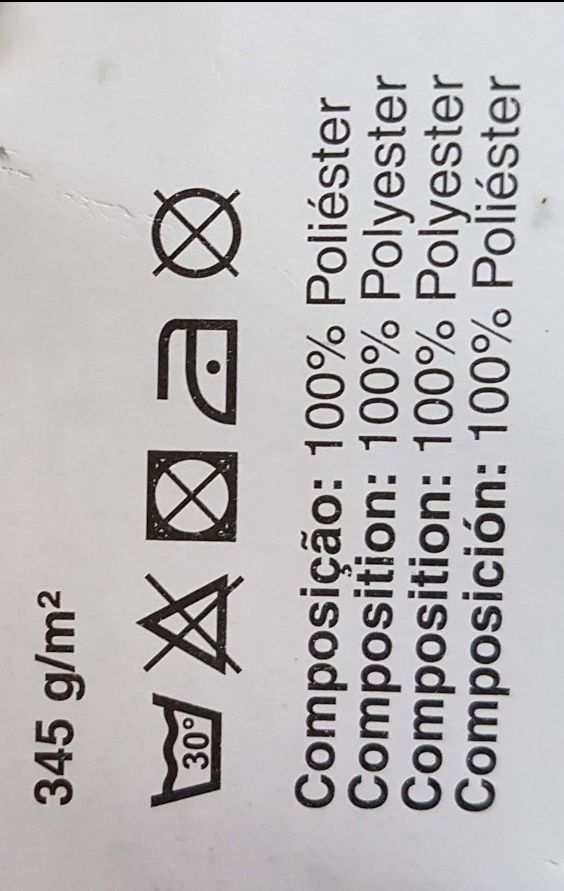 345 g/m²
30°
Composição: 100% Poliéster
Composition: 100% Polyester
Composition: 100% Polyester
Composición: 100% Poliéster